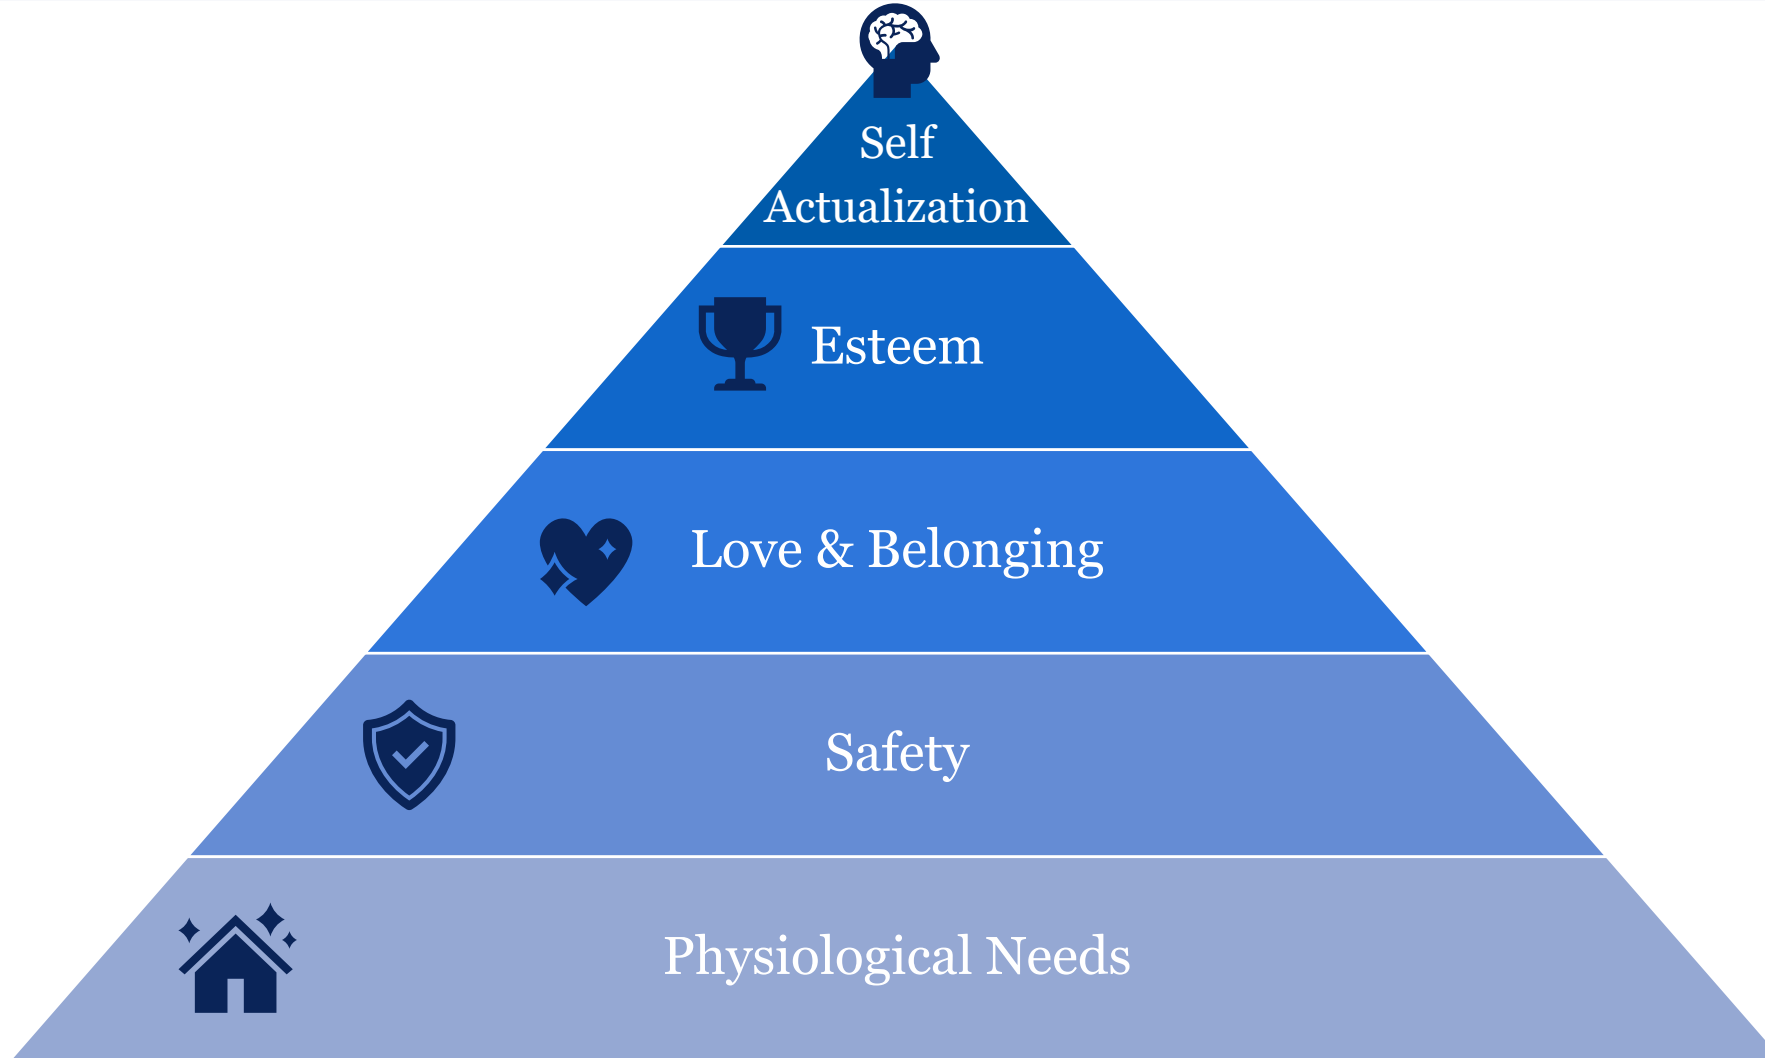 Self
Actualization
Esteem
Love & Belonging
Safety
Physiological Needs